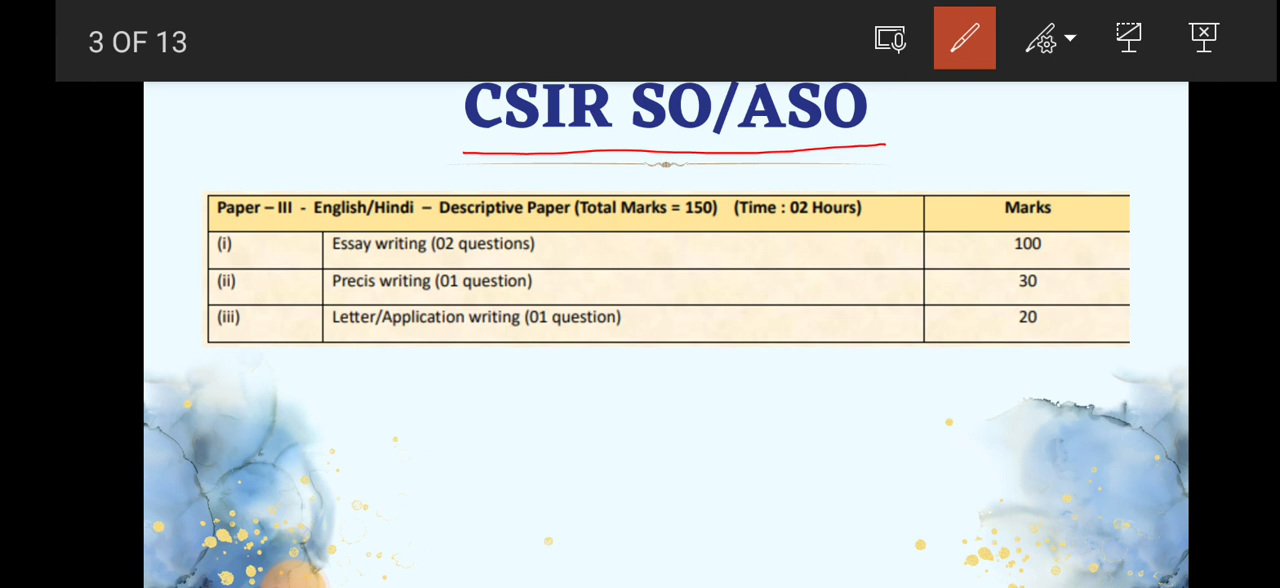 3 OF 13
CSIR SO/ASO
Paper – III - English/Hindi – Descriptive Paper (Total Marks = 150) (Time : 02 Hours) Marks
(i) Essay writing (02 questions) 100
(ii) Precis writing (01 question) 30
(iii) Letter/Application writing (01 question) 20